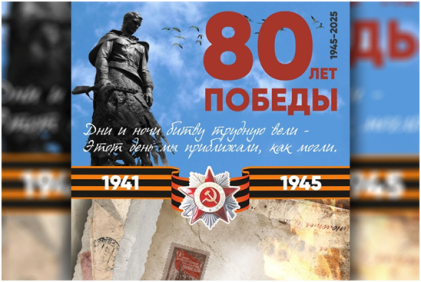 80
ЛЕТ
ПОБЕДЫ
1945-2025
Дни и ночи битву трудную вели -
Этот день мы приближали, как могли.
1941
1945